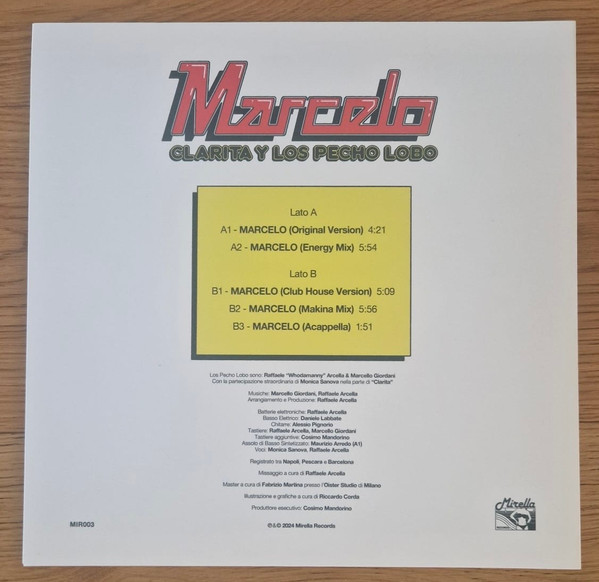 Marcelo
CLARITA Y LOS PECHO LOBO
Lato A
A1 - MARCELO (Original Version) 4:21
A2 - MARCELO (Energy Mix) 5:54
Lato B
B1 - MARCELO (Club House Version) 5:09
B2 - MARCELO (Makina Mix) 5:56
B3 - MARCELO (Acappella) 1:51
Los Pecho Lobo sono: Raffaele "Whodamanny" Arcella & Marcello Giordani
Con la partecipazione straordinaria di Monica Sanova nella parte di "Clarita"
Musiche: Marcello Giordani, Raffaele Arcella
Arrangiamento e Produzione: Raffaele Arcella
Batterie elettroniche: Raffaele Arcella
Basso Elettrico: Daniele Labbate
Chitarre: Alessio Pignorio
Tastiere: Raffaele Arcella, Marcello Giordani
Tastiere aggiuntive: Cosimo Mandorino
Assolo di Basso Sintetizzato: Maurizio Arredo (A1)
Voci: Monica Sanova, Raffaele Arcella
Registrato tra Napoli, Pescara e Barcelona
Missaggio a cura di Raffaele Arcella
Master a cura di Fabrizio Martina presso l'Oister Studio di Milano
Illustrazione e grafiche a cura di Riccardo Corda
Produttore esecutivo: Cosimo Mandorino
MIR003
℗&© 2024 Mirella Records
Mirella